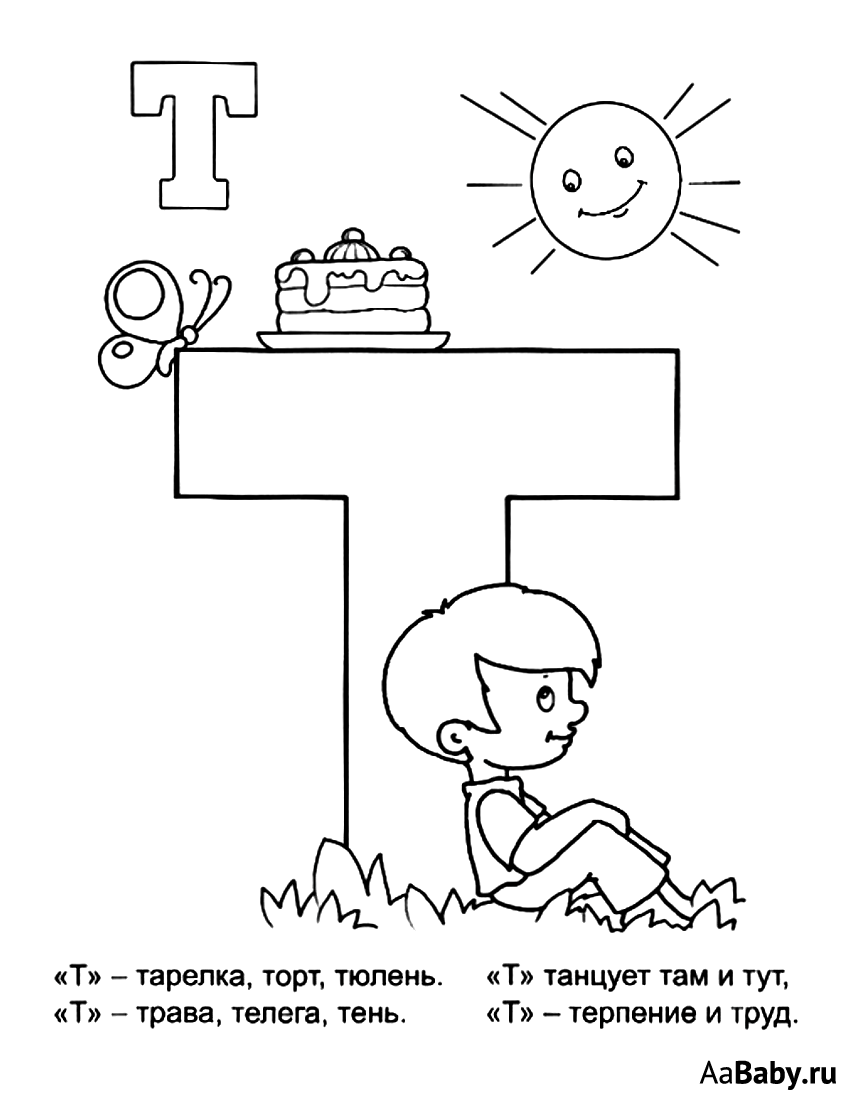 Т
Т
«Т» – тарелка, торт, тюлень.
«Т» – трава, телега, тень.
«Т» танцует там и тут,
«Т» – терпение и труд.
AaBaby.ru